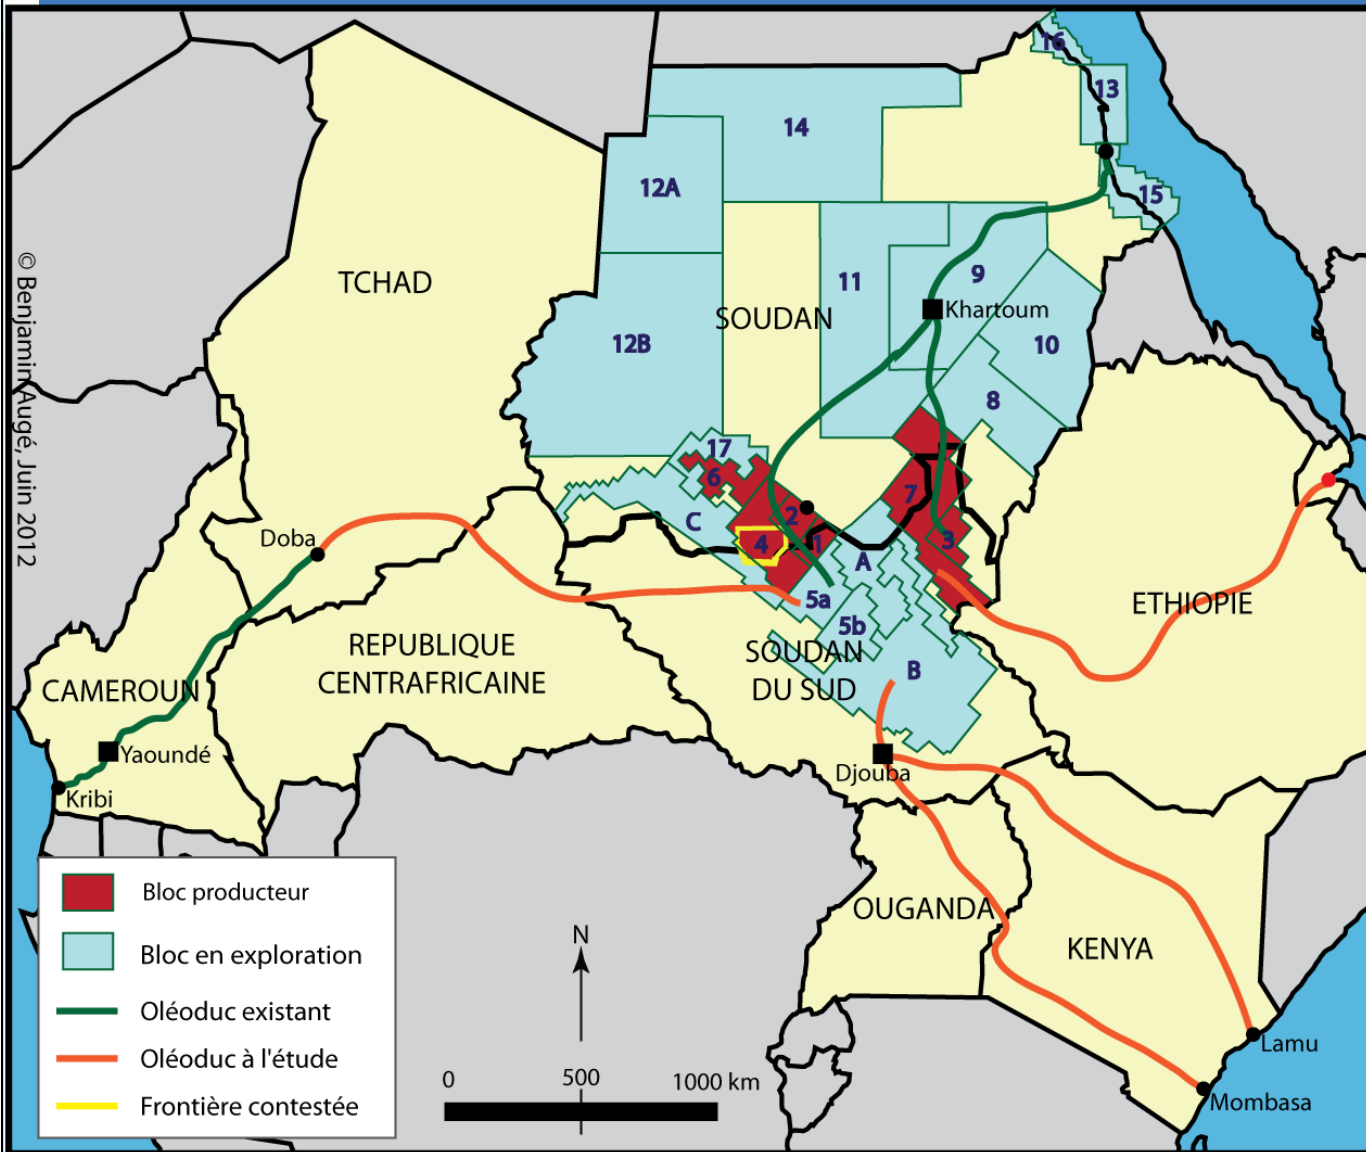 16
13
14
12A
15
© Benjamin Augé, Juin 2012
TCHAD
11
9
SOUDAN
Khartoum
12B
10
8
17
6
7
C
2
4
1
3
Doba
A
5a
5b
ETHIOPIE
REPUBLIQUE
CENTRAFRICAINE
SOUDAN
DU SUD
B
CAMEROUN
Yaoundé
Kribi
Djouba
OUGANDA
KENYA
Lamu
Mombasa
Bloc producteur
Bloc en exploration
Oléoduc existant
Oléoduc à l'étude
Frontière contestée
N
0 500 1000 km